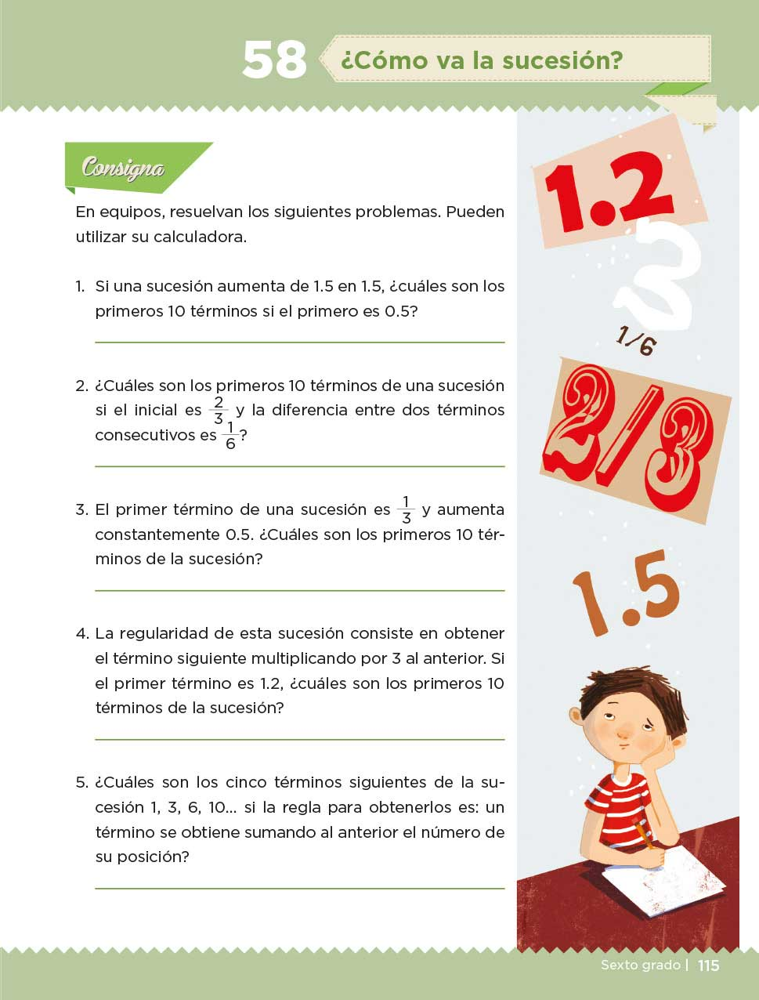 58
¿Cómo va la sucesión?
Consigna
En equipos, resuelvan los siguientes problemas. Pueden
utilizar su calculadora.
1. Si una sucesión aumenta de 1.5 en 1.5, ¿cuáles son los
primeros 10 términos si el primero es 0.5?
2. ¿Cuáles son los primeros 10 términos de una sucesión
si el inicial es 2/3 y la diferencia entre dos términos
consecutivos es 1/6?
3. El primer término de una sucesión es 1/3 y aumenta
constantemente 0.5. ¿Cuáles son los primeros 10 tér-
minos de la sucesión?
4. La regularidad de esta sucesión consiste en obtener
el término siguiente multiplicando por 3 al anterior. Si
el primer término es 1.2, ¿cuáles son los primeros 10
términos de la sucesión?
5. ¿Cuáles son los cinco términos siguientes de la su-
cesión 1, 3, 6, 10... si la regla para obtenerlos es: un
término se obtiene sumando al anterior el número de
su posición?
1.2
3
1/6
2/3
1.5
Sexto grado | 115